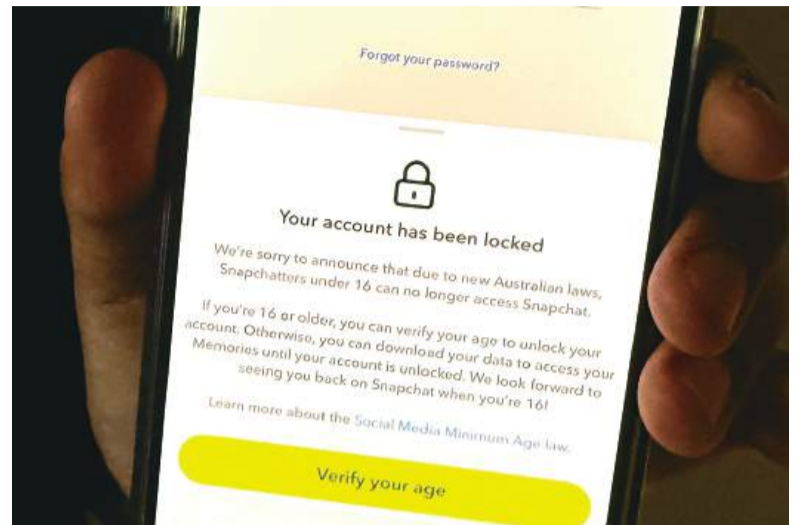 Forgot your password?
Your account has been locked
We're sorry to announce that due to new Australian laws,
Snapchatters under 16 can no longer access Snapchat.
If you're 16 or older, you can verify your age to unlock your
account. Otherwise, you can download your data to access your
Memories until your account is unlocked. We look forward to
seeing you back on Snapchat when you're 16!
Learn more about the Social Media Minimum Age law.
Verify your age